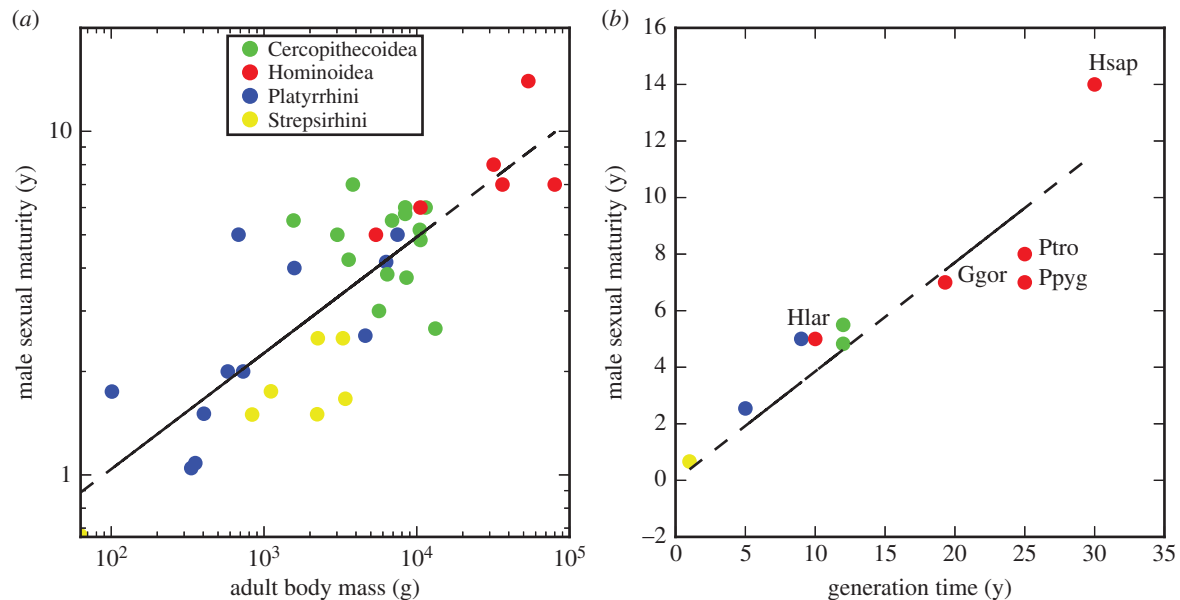 (a)
10
1
male sexual maturity (y)
Cercopithecoidea
Hominoidea
Platyrrhini
Strepsirhini
10²
10³
10⁴
10⁵
adult body mass (g)
(b)
16
14
12
10
8
6
4
2
0
–2
male sexual maturity (y)
Hsap
Ptro
Ggor
Ppyg
Hlar
0
5
10
15
20
25
30
35
generation time (y)